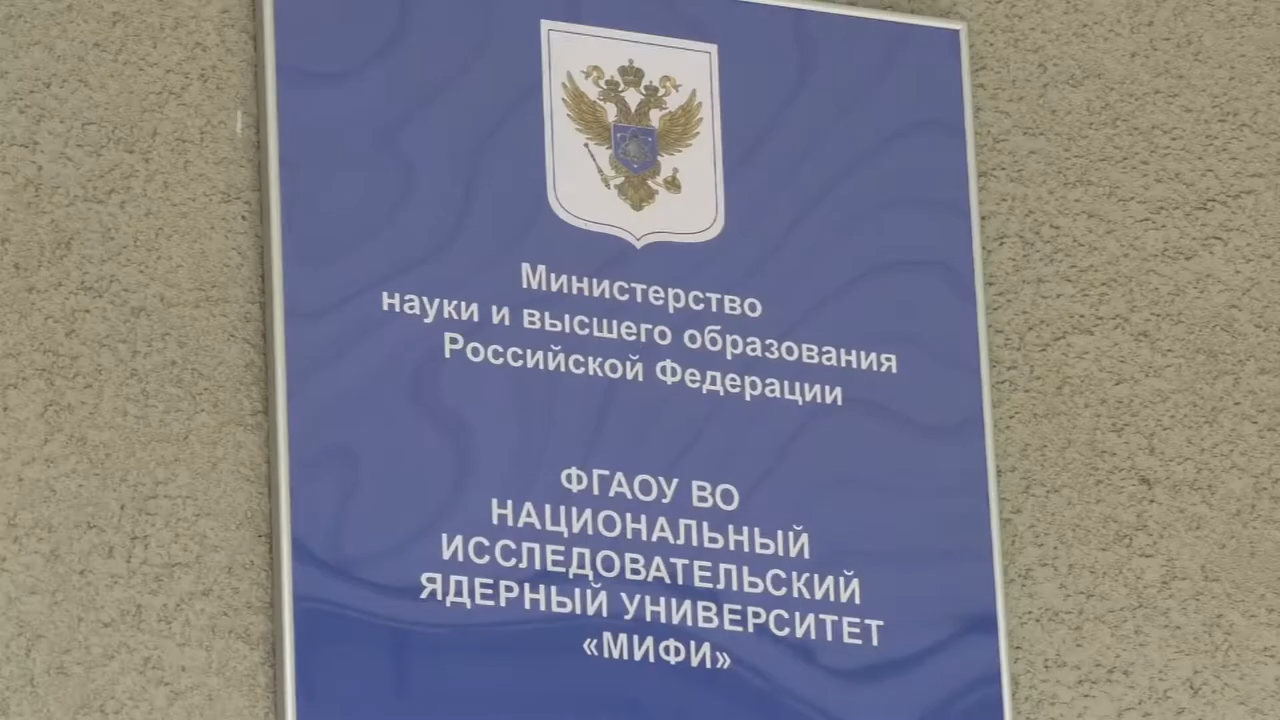 Министерство
науки и высшего образования
Российской Федерации
ФГАОУ ВО
НАЦИОНАЛЬНЫЙ
ИССЛЕДОВАТЕЛЬСКИЙ
ЯДЕРНЫЙ УНИВЕРСИТЕТ
«МИФИ»